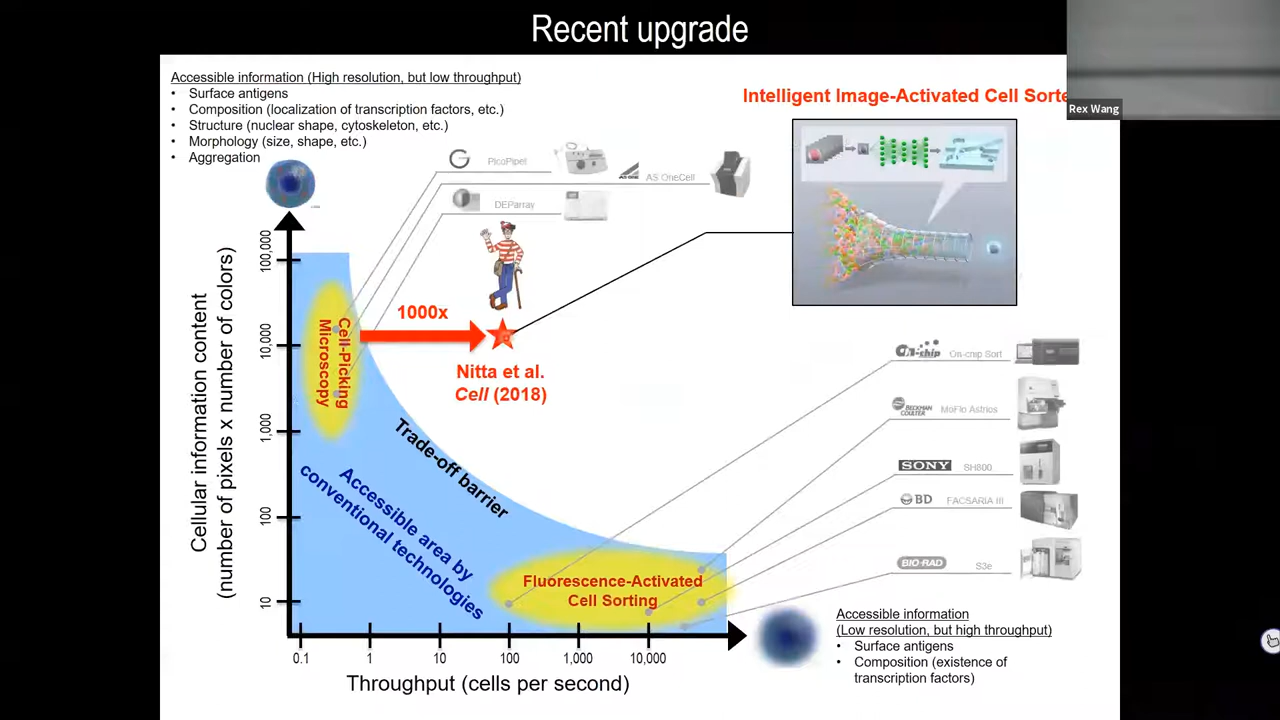 Recent upgrade
Rex Wang
Accessible information (High resolution, but low throughput)
• Surface antigens
• Composition (localization of transcription factors, etc.)
• Structure (nuclear shape, cytoskeleton, etc.)
• Morphology (size, shape, etc.)
• Aggregation
Intelligent Image-Activated Cell Sorte
PicoPipet
AS ONE
AS OneCell
DEParray
Cellular information content
(number of pixels x number of colors)
100,000
10,000
1,000
100
10
Cell-Picking
Microscopy
1000x
Nitta et al.
Cell (2018)
Trade-off barrier
Accessible area by
conventional technologies
Fluorescence-Activated
Cell Sorting
On-chip
On-chip Sort
BECKMAN
COULTER
MoFlo Astrios
SONY
SH800
BD
FACSARIA III
BIO-RAD
S3e
0.1
1
10
100
1,000
10,000
Throughput (cells per second)
Accessible information
(Low resolution, but high throughput)
• Surface antigens
• Composition (existence of
transcription factors)